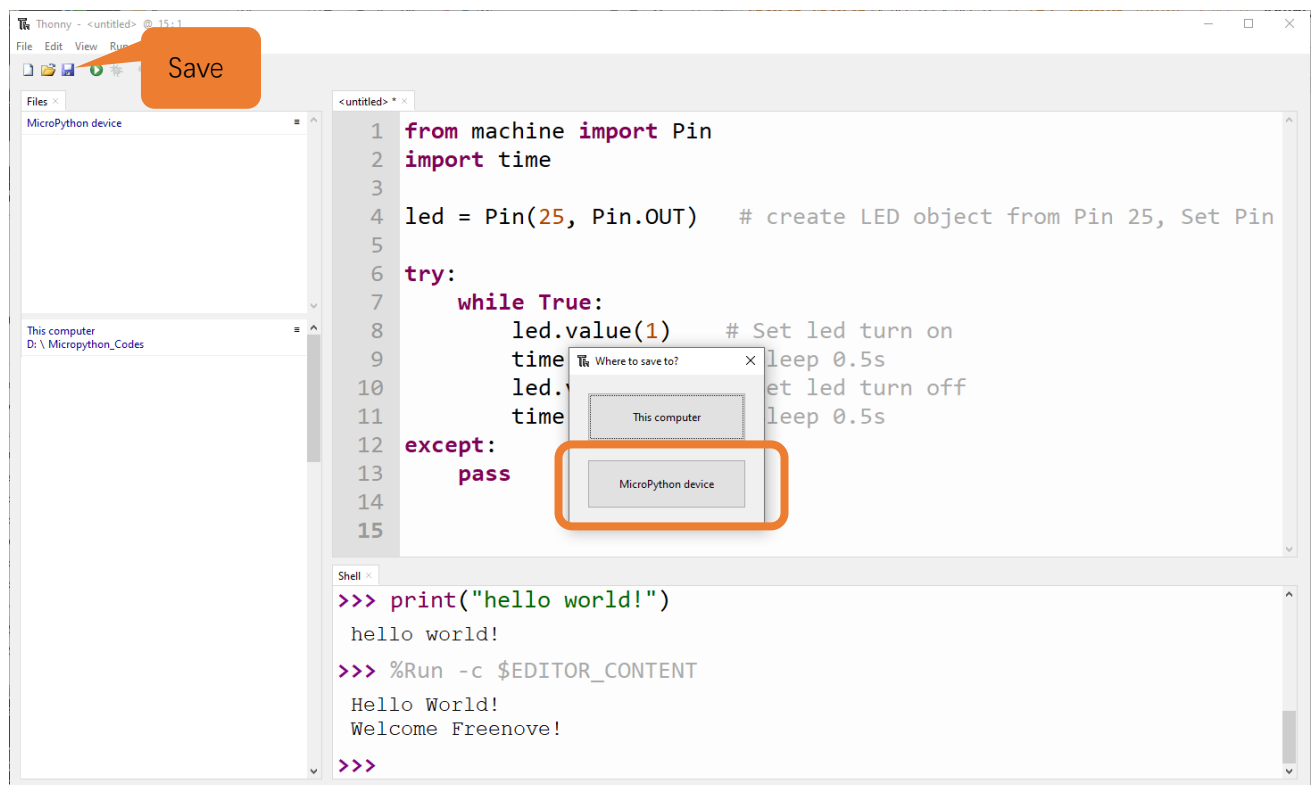 Thonny - <untitled> @ 15:1
File Edit View
Save
Files
MicroPython device
This computer
D: \ Micropython_Codes
<untitled> *
1 from machine import Pin
2 import time
3
4 led = Pin(25, Pin.OUT) # create LED object from Pin 25, Set Pin
5
6 try:
7 while True:
8 led.value(1) # Set led turn on
9 time leep 0.5s
10 led. et led turn off
11 time leep 0.5s
12 except:
13 pass
14
15
Where to save to?
This computer
MicroPython device
Shell
>>> print("hello world!")
hello world!
>>> %Run -c $EDITOR_CONTENT
Hello World!
Welcome Freenove!
>>>